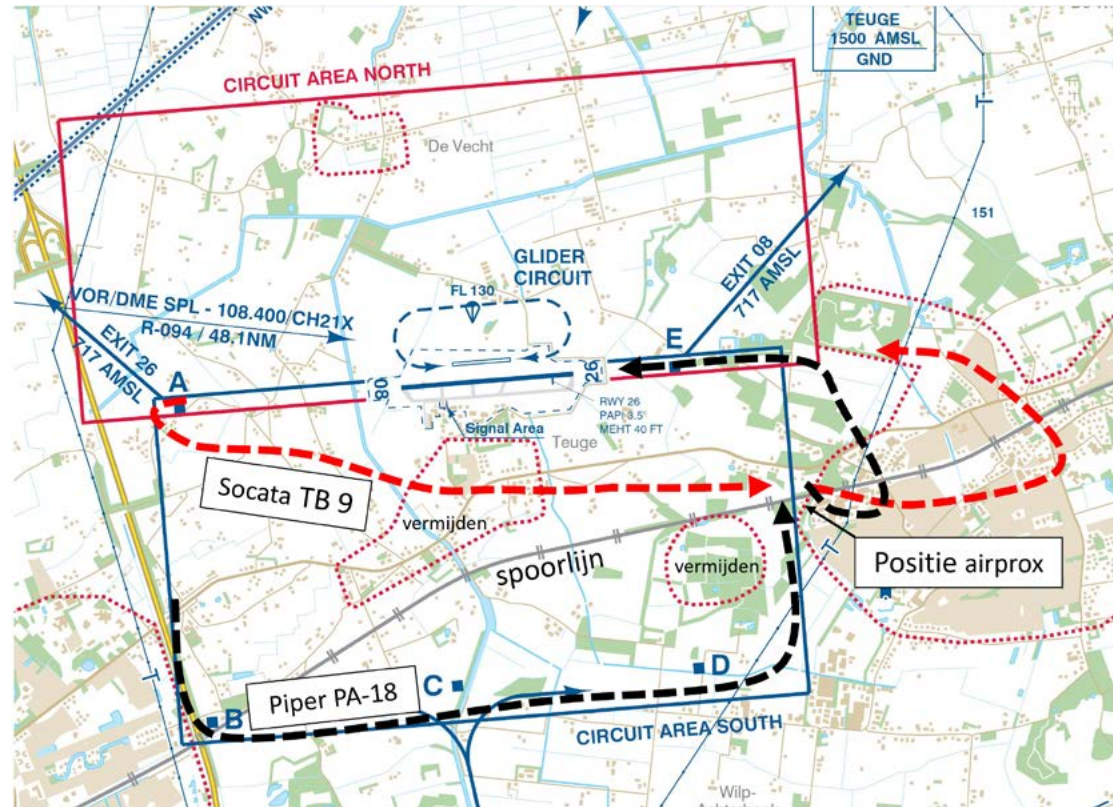 NW
TEUGE
1500 AMSL
GND
CIRCUIT AREA NORTH
De Vecht
151
GLIDER
CIRCUIT
FL 130
EXIT 08
717 AMSL
VOR/DME SPL - 108.400/CH21X
R-094 / 48.1NM
EXIT 26
717 AMSL
A
E
08
26
RWY 26
PAPI 3.5°
MEHT 40 FT
Signal Area
Teuge
Socata TB 9
vermijden
spoorlijn
vermijden
Positie airprox
Piper PA-18
B
C
D
CIRCUIT AREA SOUTH
Wilp-